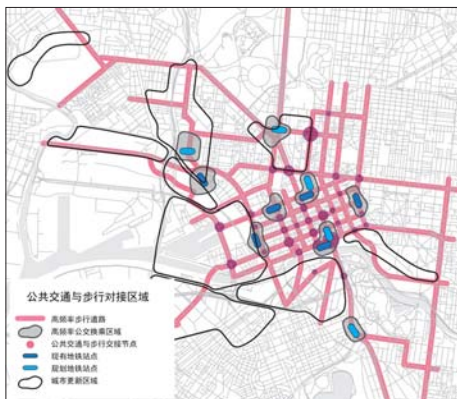 公共交通与步行对接区域
高频率步行道路
高频率公交换乘区域
公共交通与步行交接节点
现有地铁站点
规划地铁站点
城市更新区域